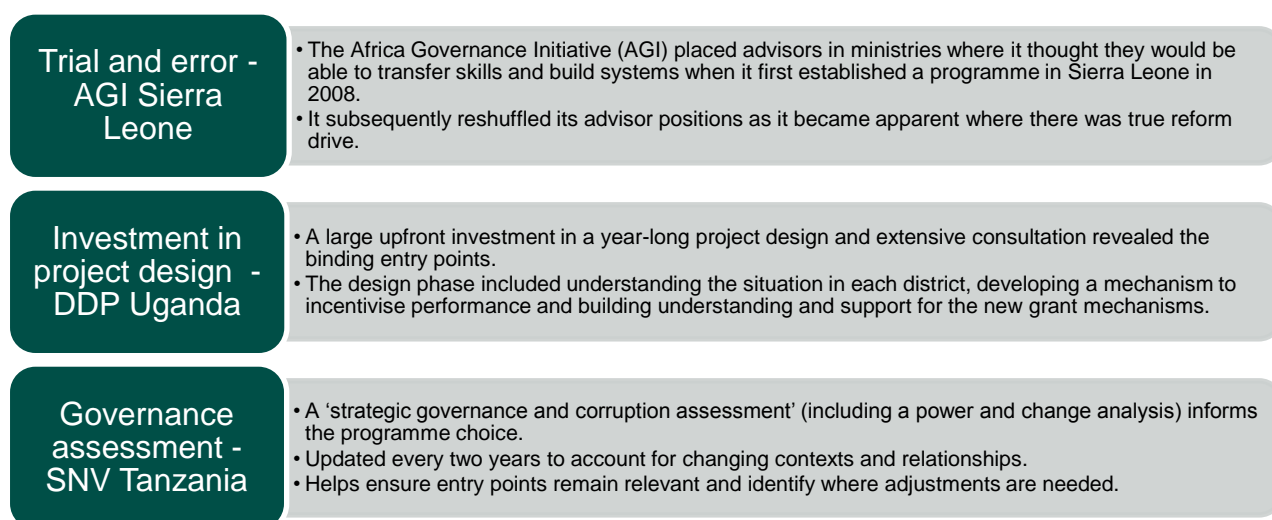 Trial and error -
AGI Sierra
Leone
• The Africa Governance Initiative (AGI) placed advisors in ministries where it thought they would be
able to transfer skills and build systems when it first established a programme in Sierra Leone in
2008.
• It subsequently reshuffled its advisor positions as it became apparent where there was true reform
drive.
Investment in
project design -
DDP Uganda
• A large upfront investment in a year-long project design and extensive consultation revealed the
binding entry points.
• The design phase included understanding the situation in each district, developing a mechanism to
incentivise performance and building understanding and support for the new grant mechanisms.
Governance
assessment -
SNV Tanzania
• A ‘strategic governance and corruption assessment’ (including a power and change analysis) informs
the programme choice.
• Updated every two years to account for changing contexts and relationships.
• Helps ensure entry points remain relevant and identify where adjustments are needed.